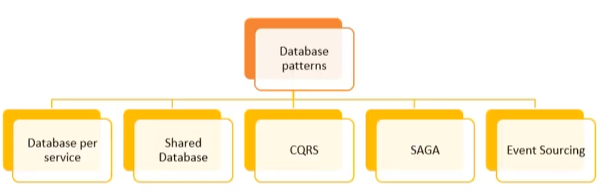 Database
patterns
Database per
service
Shared
Database
CQRS
SAGA
Event Sourcing